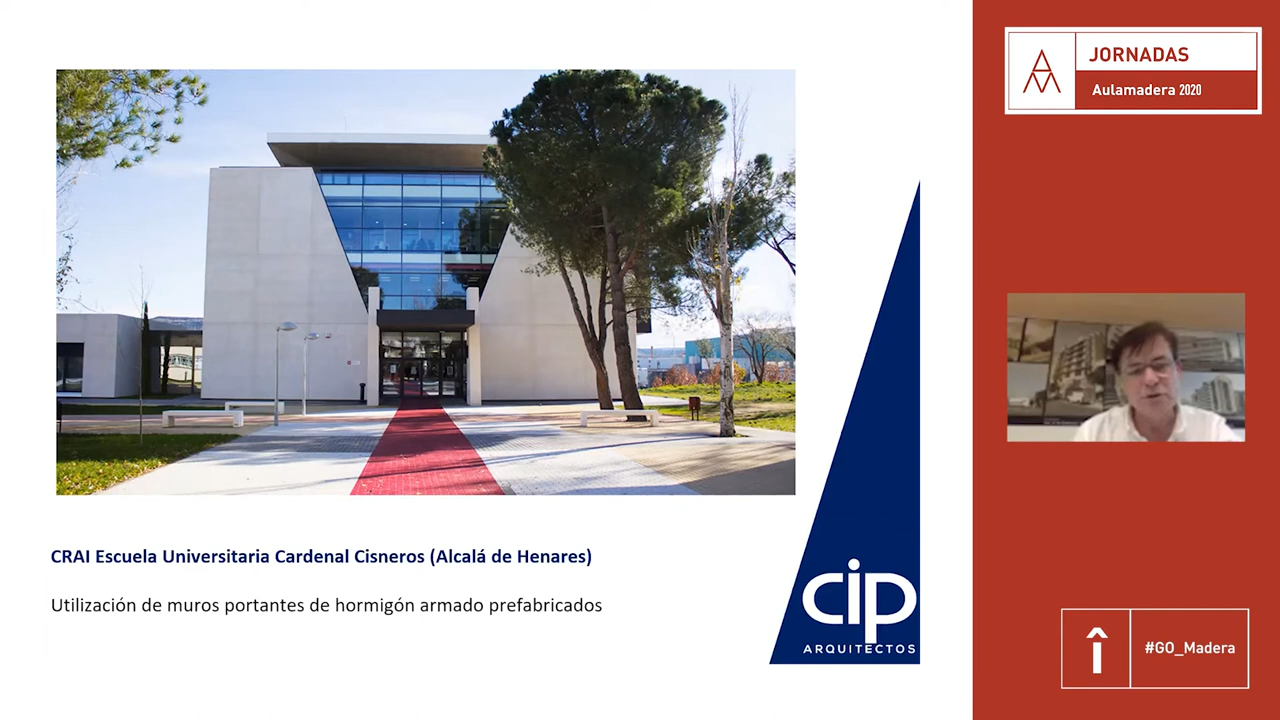 JORNADAS
Aulamadera 2020
CRAI Escuela Universitaria Cardenal Cisneros (Alcalá de Henares)
Utilización de muros portantes de hormigón armado prefabricados
cip
ARQUITECTOS
#GO_Madera